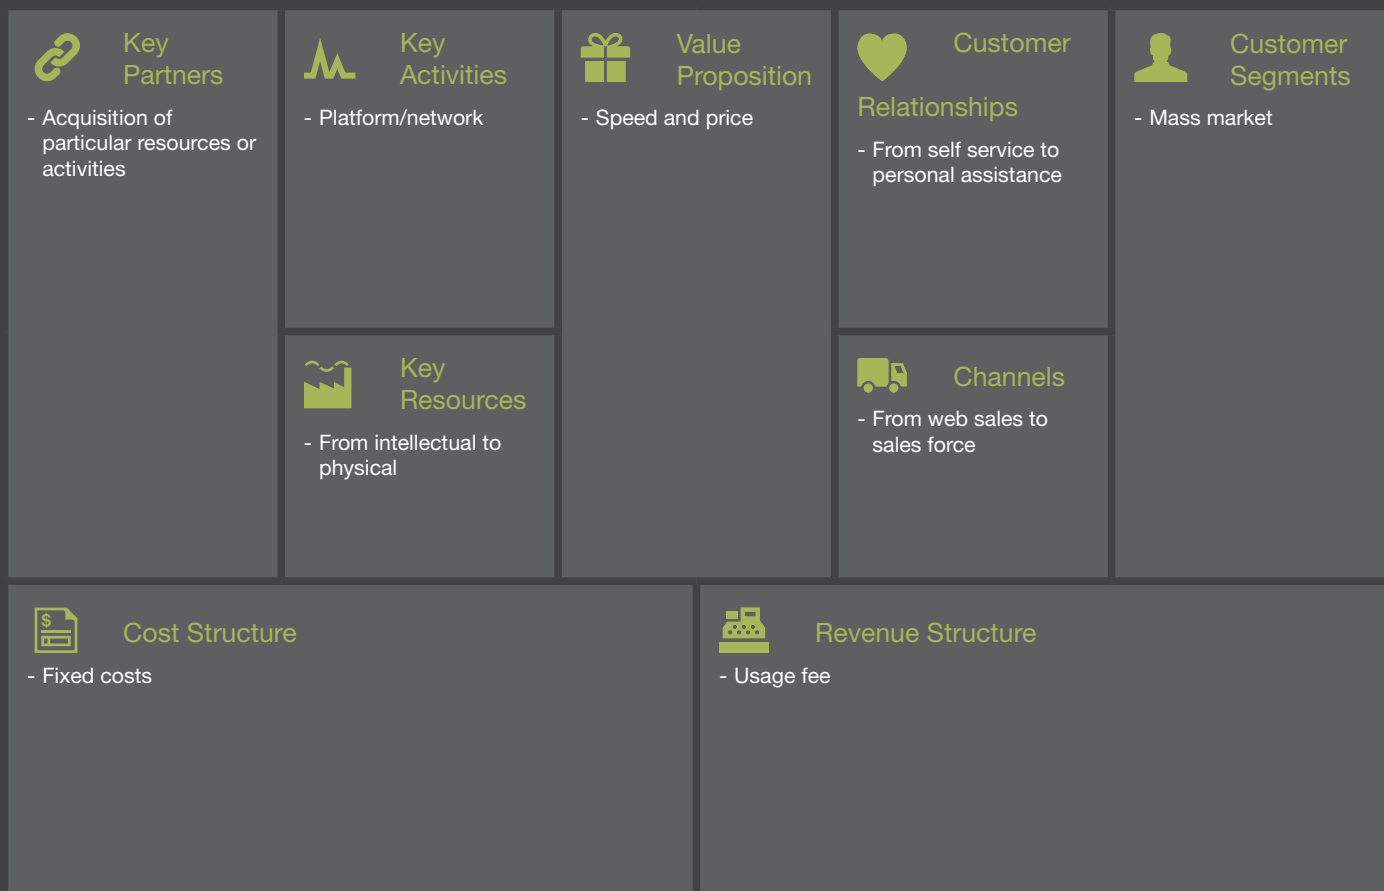 Key
Partners
- Acquisition of
particular resources or
activities
Key
Activities
- Platform/network
Key
Resources
- From intellectual to
physical
Value
Proposition
- Speed and price
Customer
Relationships
- From self service to
personal assistance
Channels
- From web sales to
sales force
Customer
Segments
- Mass market
$
Cost Structure
- Fixed costs
Revenue Structure
- Usage fee